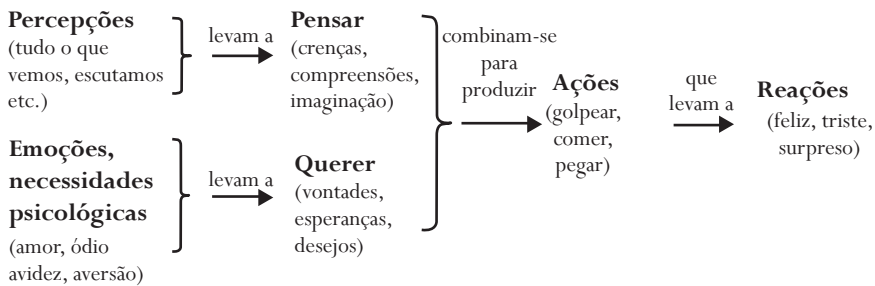 Percepções
(tudo o que
vemos, escutamos
etc.)
levam a
Pensar
(crenças,
compreensões,
imaginação)
Emoções,
necessidades
psicológicas
(amor, ódio
avidez, aversão)
levam a
Querer
(vontades,
esperanças,
desejos)
combinam-se
para
produzir
Ações
(golpear,
comer,
pegar)
que
levam a
Reações
(feliz, triste,
surpreso)